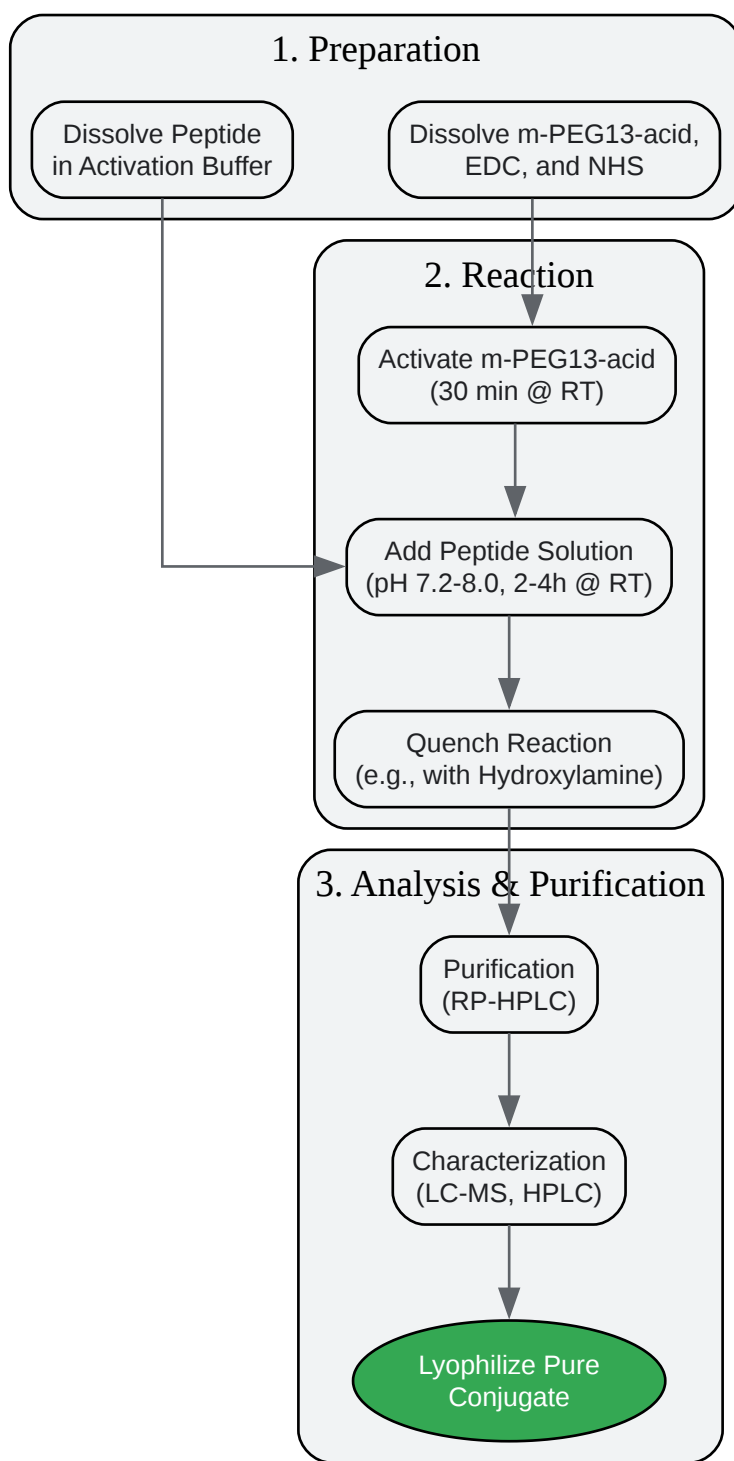 1. Preparation
Dissolve Peptide
in Activation Buffer
Dissolve m-PEG13-acid,
EDC, and NHS
2. Reaction
Activate m-PEG13-acid
(30 min @ RT)
Add Peptide Solution
(pH 7.2-8.0, 2-4h @ RT)
Quench Reaction
(e.g., with Hydroxylamine)
3. Analysis & Purification
Purification
(RP-HPLC)
Characterization
(LC-MS, HPLC)
Lyophilize Pure
Conjugate